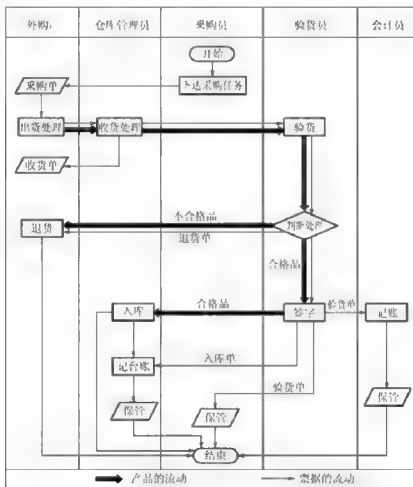 外购
仓库管理员
采购员
验货员
会计员
开始
采购单
下达采购任务
出货处理
收货处理
验货
收货单
不合格品
退货
退货单
判断处理
合格品
入库
合格品
签字
验货单
记账
记台账
入库单
保管
保管
验货单
保管
结束
产品的流动
票据的流动